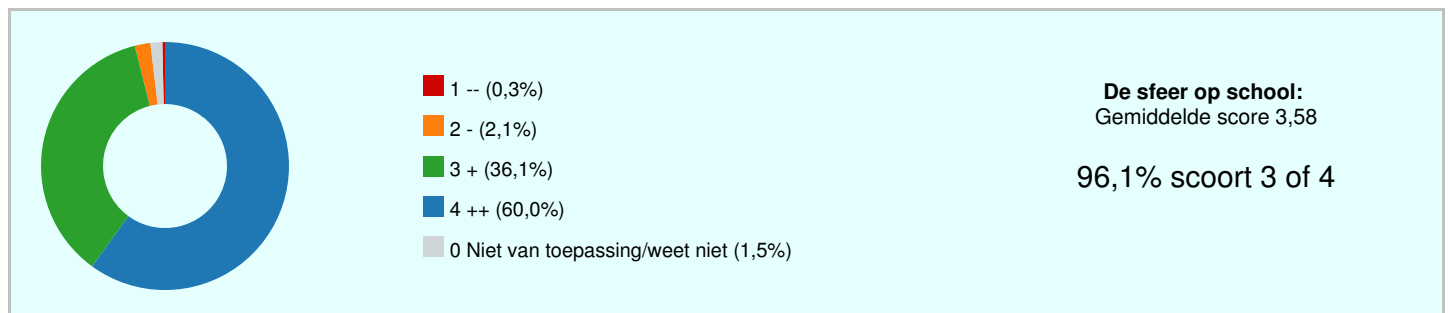 1 -- (0,3%)
2 - (2,1%)
3 + (36,1%)
4 ++ (60,0%)
0 Niet van toepassing/weet niet (1,5%)
De sfeer op school:
Gemiddelde score 3,58
96,1% scoort 3 of 4